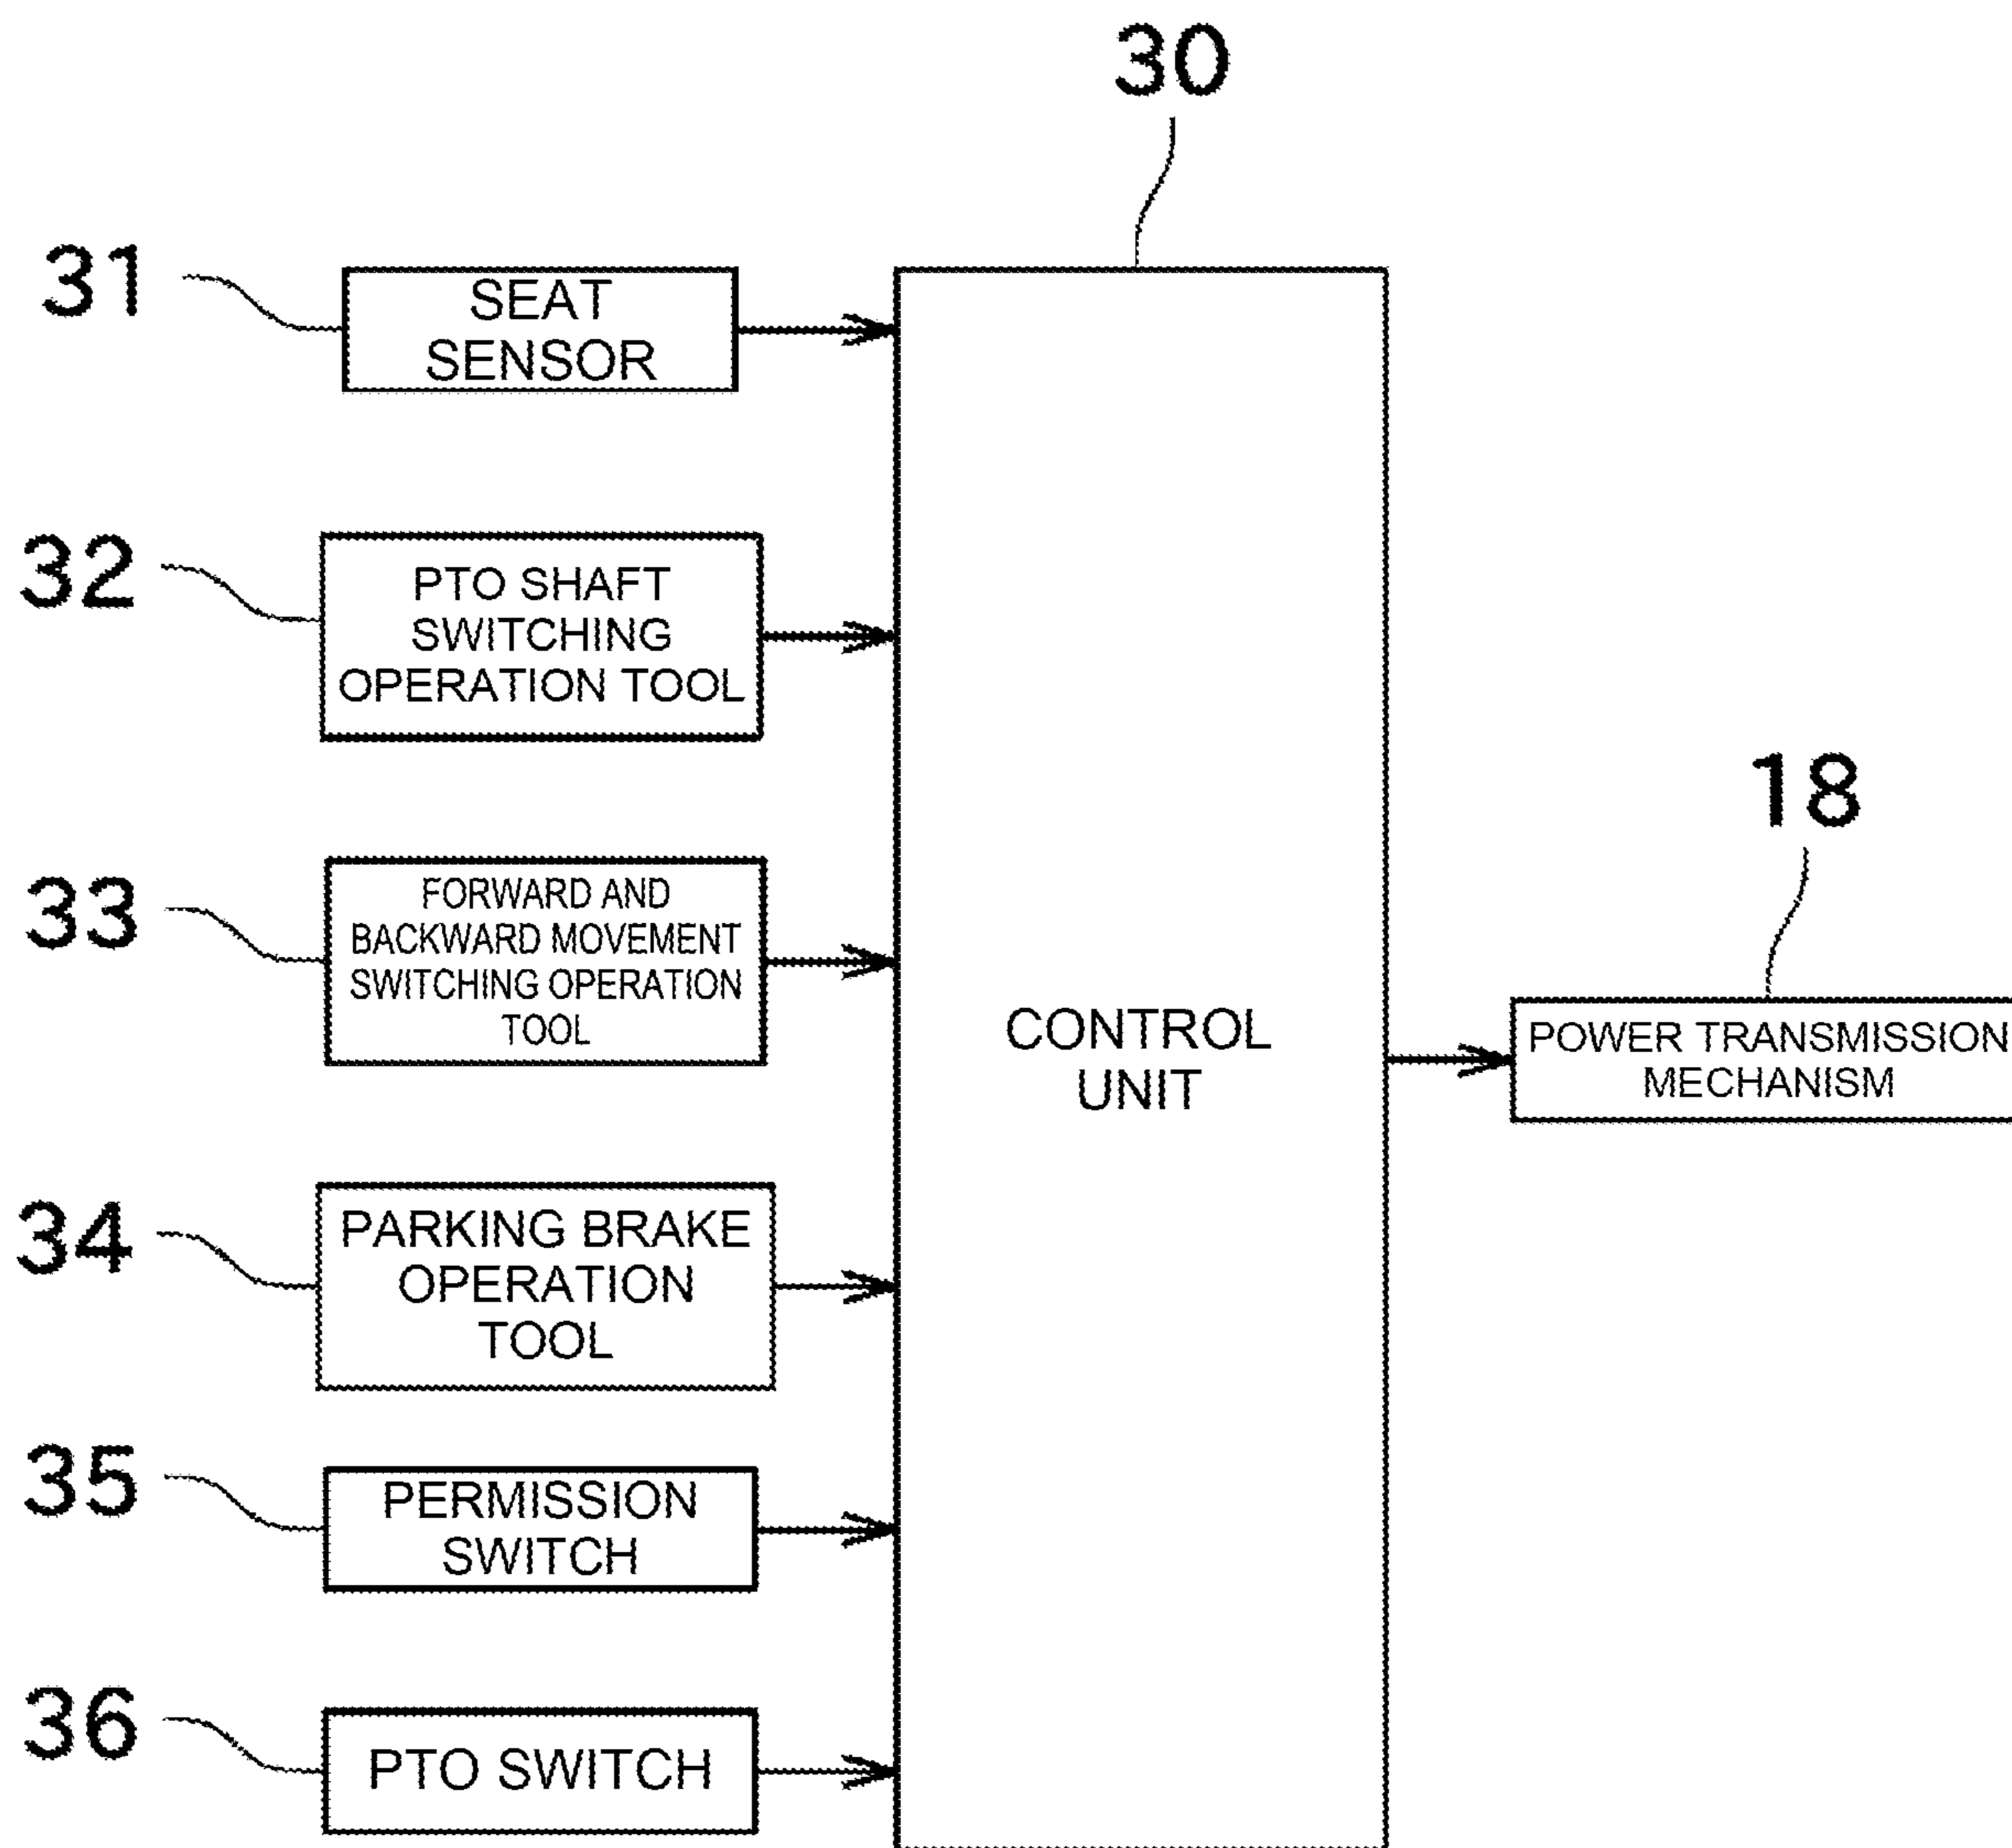 30
31
SEAT
SENSOR
32
PTO SHAFT
SWITCHING
OPERATION TOOL
33
FORWARD AND
BACKWARD MOVEMENT
SWITCHING OPERATION
TOOL
34
PARKING BRAKE
OPERATION
TOOL
35
PERMISSION
SWITCH
36
PTO SWITCH
CONTROL
UNIT
18
POWER TRANSMISSION
MECHANISM